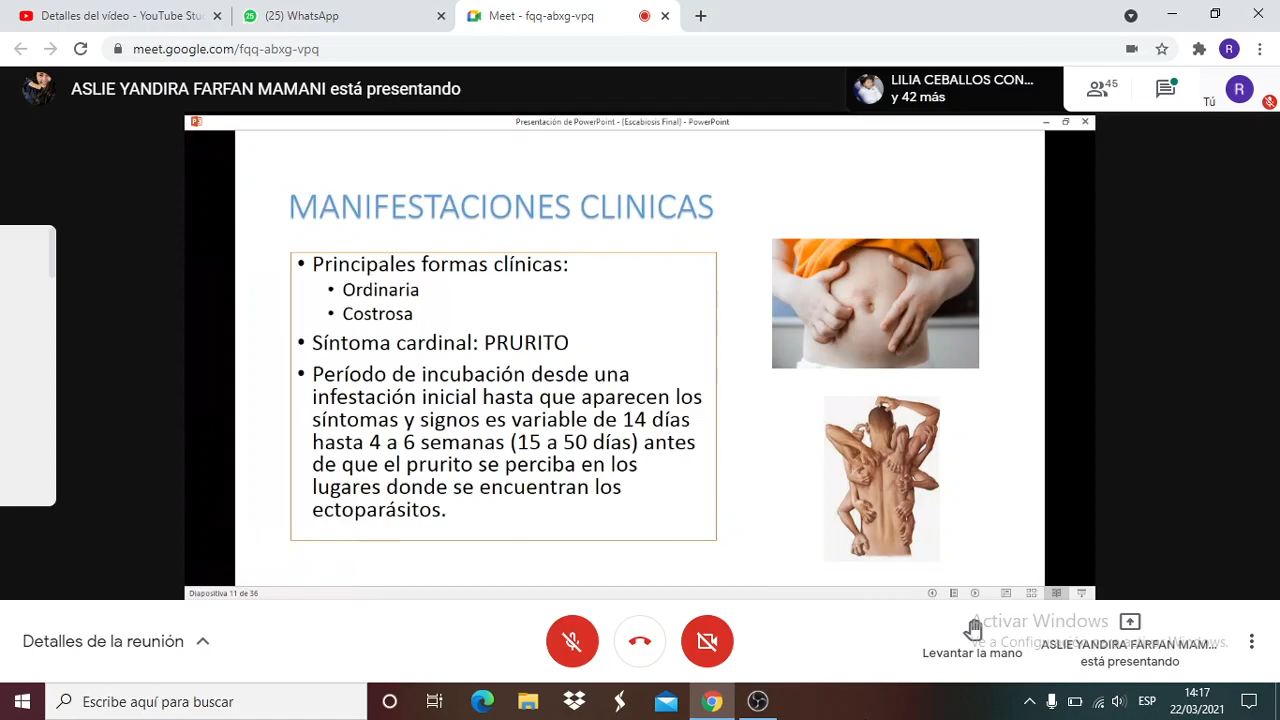 Detalles del vídeo - YouTube Stu
(25) WhatsApp
Meet - fqq-abxg-vpq
meet.google.com/fqq-abxg-vpq
R
ASLIE YANDIRA FARFAN MAMANI está presentando
LILIA CEBALLOS CON...
y 42 más
45
Tú
R
Presentación de PowerPoint - (Escabiosis Final) - PowerPoint
MANIFESTACIONES CLINICAS
• Principales formas clínicas:
• Ordinaria
• Costrosa
• Síntoma cardinal: PRURITO
• Período de incubación desde una
infestación inicial hasta que aparecen los
síntomas y signos es variable de 14 días
hasta 4 a 6 semanas (15 a 50 días) antes
de que el prurito se perciba en los
lugares donde se encuentran los
ectoparásitos.
Diapositiva 11 de 36
Detalles de la reunión
Activar Windows
Ve a Configuración para activar Windows.
Levantar la mano
ASLIE YANDIRA FARFAN MAM...
está presentando
Escribe aquí para buscar
ESP
14:17
22/03/2021